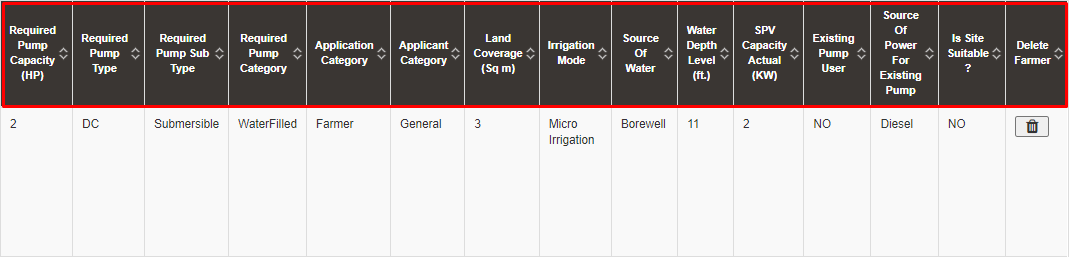 Required Pump Capacity (HP)
Required Pump Type
Required Pump Sub Type
Required Pump Category
Application Category
Applicant Category
Land Coverage (Sq m)
Irrigation Mode
Source Of Water
Water Depth Level (ft.)
SPV Capacity Actual (KW)
Existing Pump User
Source Of Power For Existing Pump
Is Site Suitable ?
Delete Farmer
2
DC
Submersible
WaterFilled
Farmer
General
3
Micro Irrigation
Borewell
11
2
NO
Diesel
NO